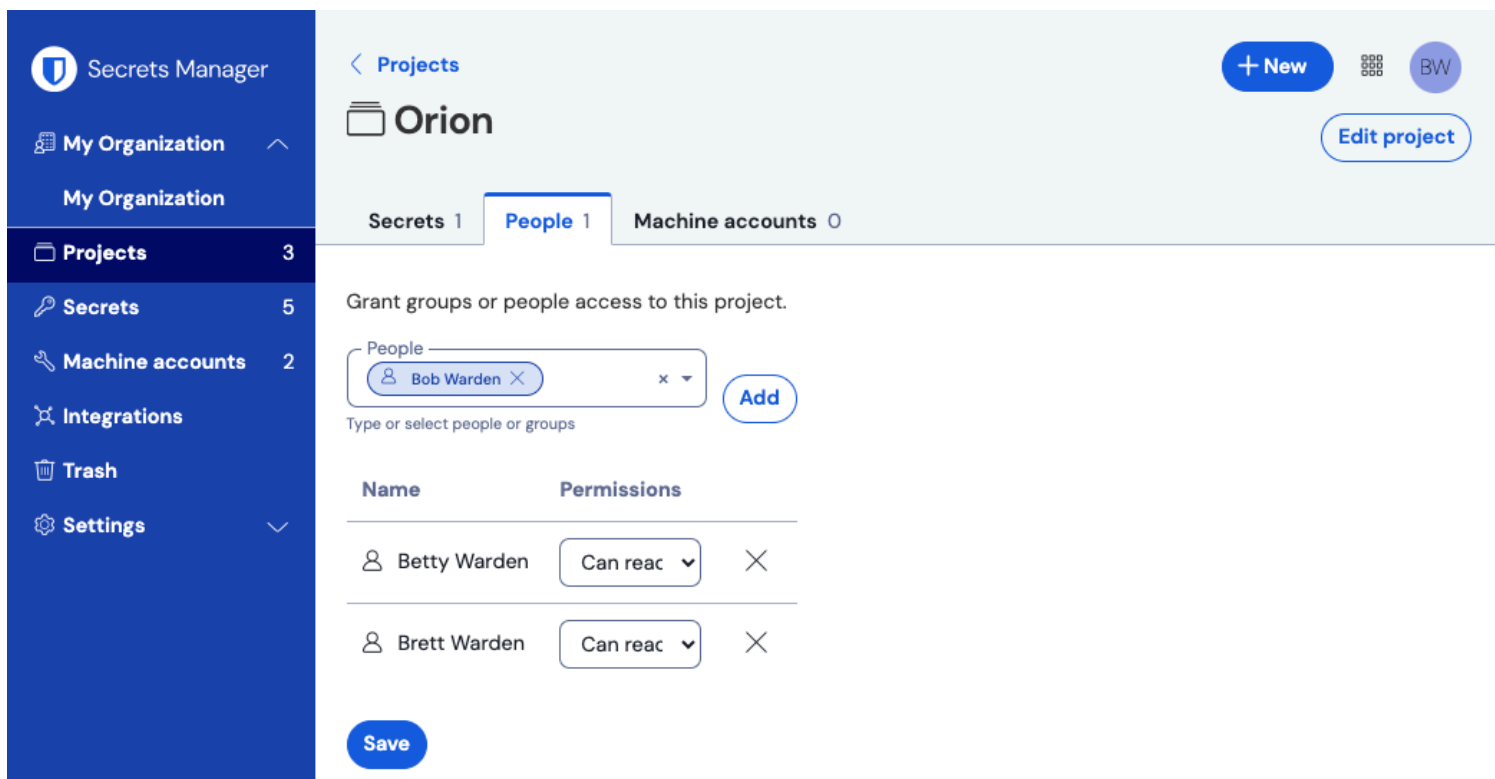 Secrets Manager
My Organization
My Organization
Projects 3
Secrets 5
Machine accounts 2
Integrations
Trash
Settings
Projects
Orion
New
BW
Edit project
Secrets 1
People 1
Machine accounts 0
Grant groups or people access to this project.
People
Bob Warden
Add
Type or select people or groups
Name Permissions
Betty Warden Can read
Brett Warden Can read
Save